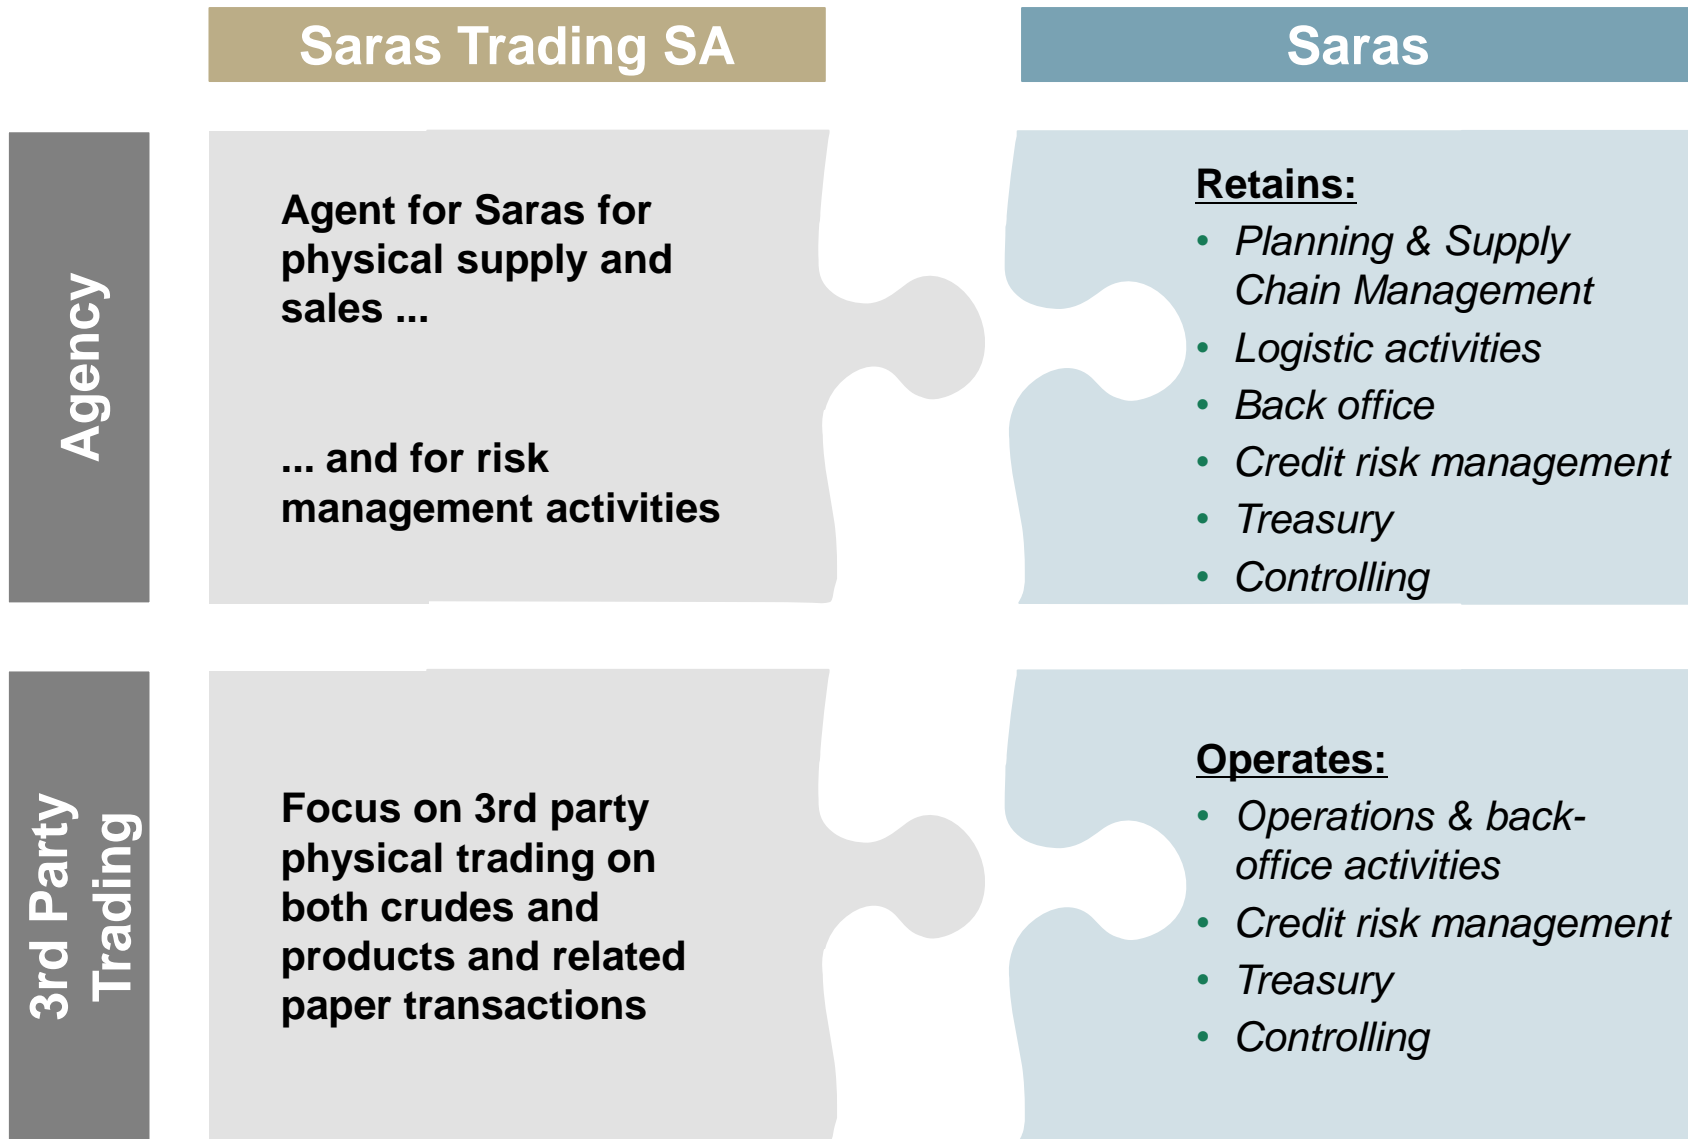 Saras Trading SA
Saras
Agency
Agent for Saras for
physical supply and
sales ...
... and for risk
management activities
Retains:
• Planning & Supply
Chain Management
• Logistic activities
• Back office
• Credit risk management
• Treasury
• Controlling
3rd Party
Trading
Focus on 3rd party
physical trading on
both crudes and
products and related
paper transactions
Operates:
• Operations & back-
office activities
• Credit risk management
• Treasury
• Controlling